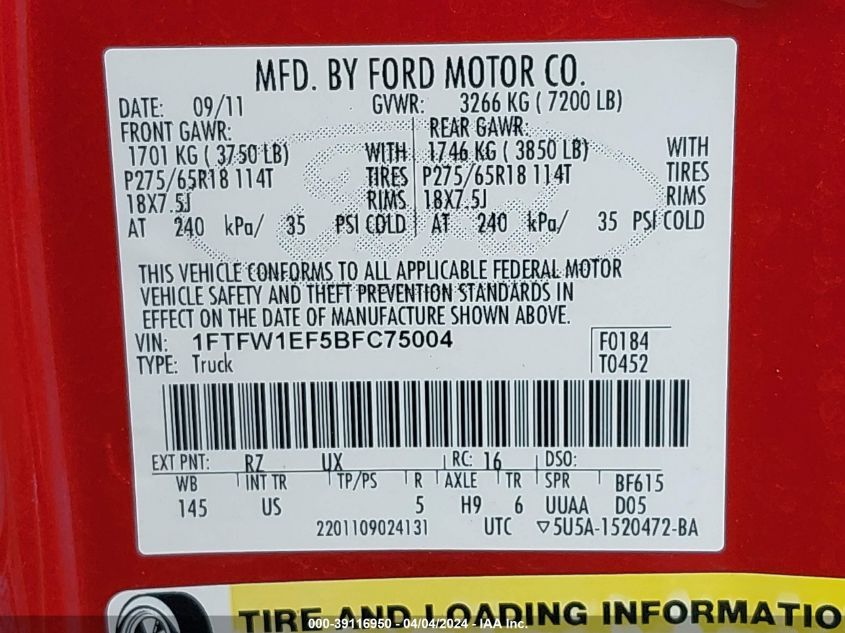 MFD. BY FORD MOTOR CO.
DATE: 09/11 GVWR: 3266 KG ( 7200 LB)
FRONT GAWR: REAR GAWR:
1701 KG ( 3750 LB) WITH 1746 KG ( 3850 LB) WITH
P275/65R18 114T TIRES P275/65R18 114T TIRES
18X7.5J RIMS 18X7.5J RIMS
AT 240 kPa/ 35 PSI COLD AT 240 kPa/ 35 PSI COLD
THIS VEHICLE CONFORMS TO ALL APPLICABLE FEDERAL MOTOR
VEHICLE SAFETY AND THEFT PREVENTION STANDARDS IN
EFFECT ON THE DATE OF MANUFACTURE SHOWN ABOVE.
VIN: 1FTFW1EF5BFC75004 F0184
TYPE: Truck T0452
EXT PNT: RZ UX RC: 16 DSO:
WB INT TR TP/PS R AXLE TR SPR BF615
145 US 5 H9 6 UUAA D05
2201109024131 UTC ▽5U5A-1520472-BA
TIRE AND LOADING INFORMATIO
000-39116950 - 04/04/2024 - IAA Inc.